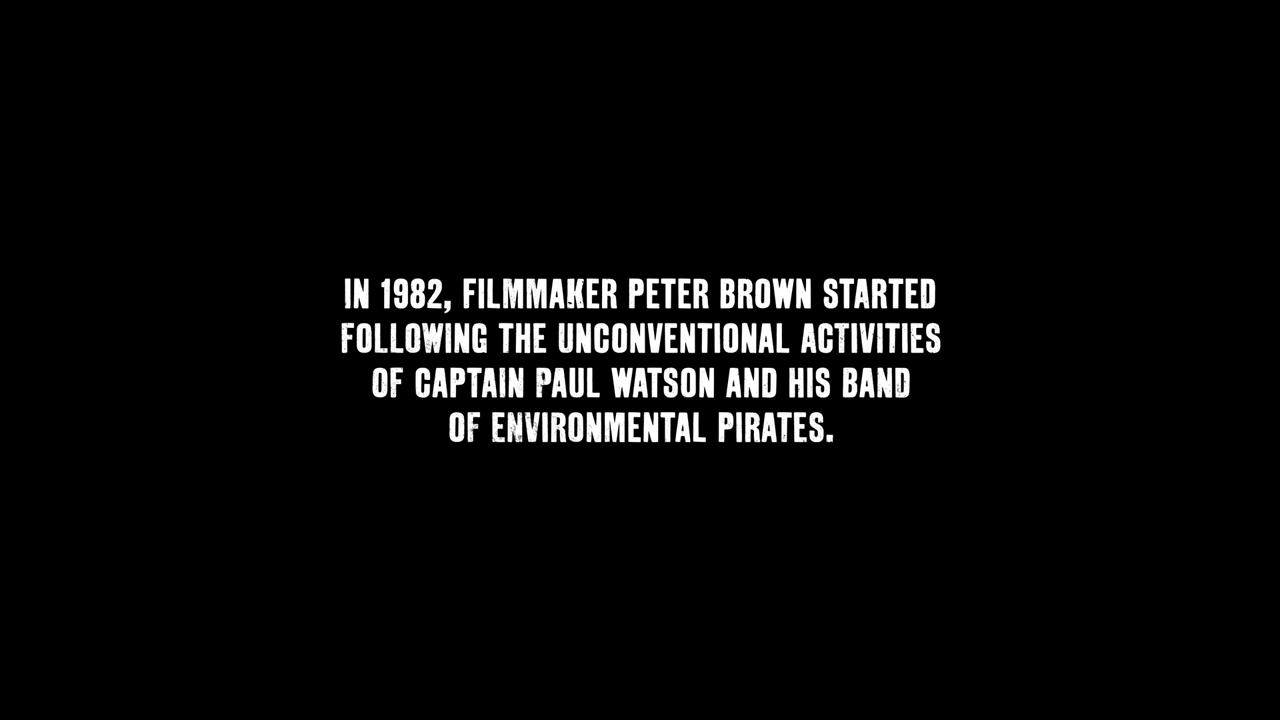 IN 1982, FILMMAKER PETER BROWN STARTED
FOLLOWING THE UNCONVENTIONAL ACTIVITIES
OF CAPTAIN PAUL WATSON AND HIS BAND
OF ENVIRONMENTAL PIRATES.